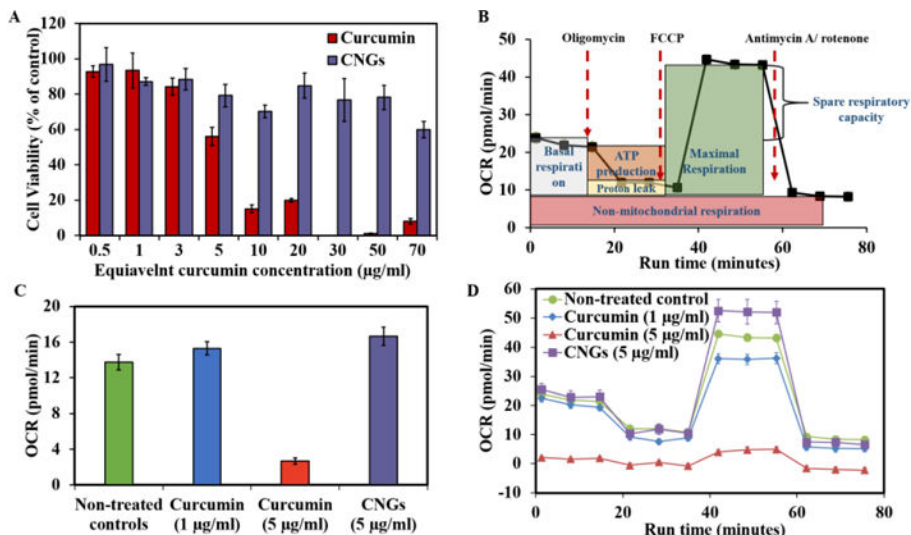 A
Curcumin
CNGs
Cell Viability (% of control)
120
100
80
60
40
20
0
0.5 1 3 5 10 20 30 50 70
Equiavelnt curcumin concentration (µg/ml)
B
Oligomycin FCCP Antimycin A/ rotenone
OCR (pmol/min)
50
40
30
20
10
0
Basal
respirati
on
ATP
production
Proton leak
Maximal
Respiration
Spare respiratory
capacity
Non-mitochondrial respiration
0 20 40 60 80
Run time (minutes)
C
OCR (pmol/min)
20
16
12
8
4
0
Non-treated
controls
Curcumin
(1 µg/ml)
Curcumin
(5 µg/ml)
CNGs
(5 µg/ml)
D
Non-treated control
Curcumin (1 µg/ml)
Curcumin (5 µg/ml)
CNGs (5 µg/ml)
OCR (pmol/min)
60
50
40
30
20
10
0
-10
0 20 40 60 80
Run time (minutes)